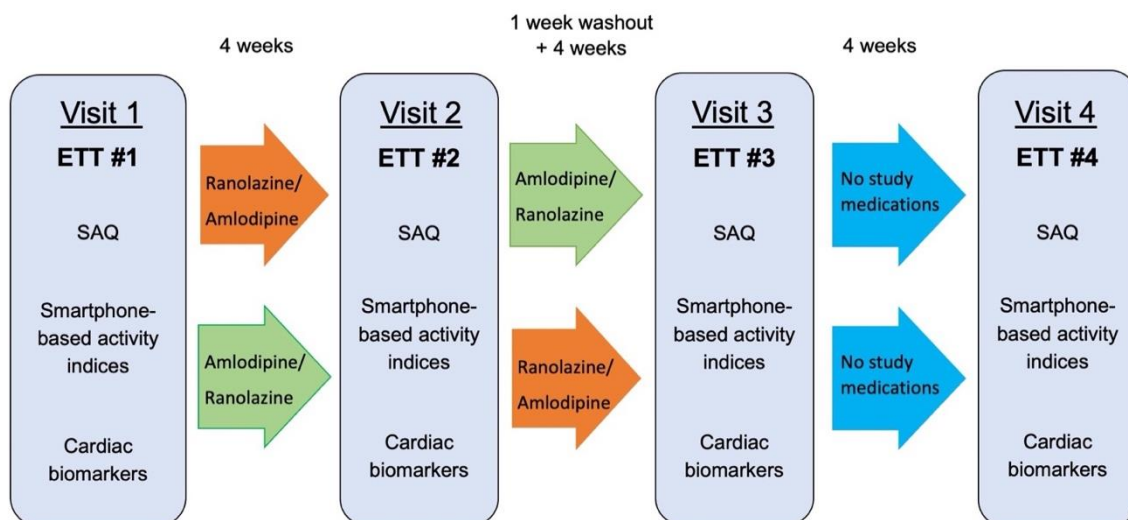 4 weeks
1 week washout
+ 4 weeks
4 weeks
Visit 1
ETT #1
SAQ
Smartphone-
based activity
indices
Cardiac
biomarkers
Ranolazine/
Amlodipine
Amlodipine/
Ranolazine
Visit 2
ETT #2
SAQ
Smartphone-
based activity
indices
Cardiac
biomarkers
Amlodipine/
Ranolazine
Ranolazine/
Amlodipine
Visit 3
ETT #3
SAQ
Smartphone-
based activity
indices
Cardiac
biomarkers
No study
medications
No study
medications
Visit 4
ETT #4
SAQ
Smartphone-
based activity
indices
Cardiac
biomarkers